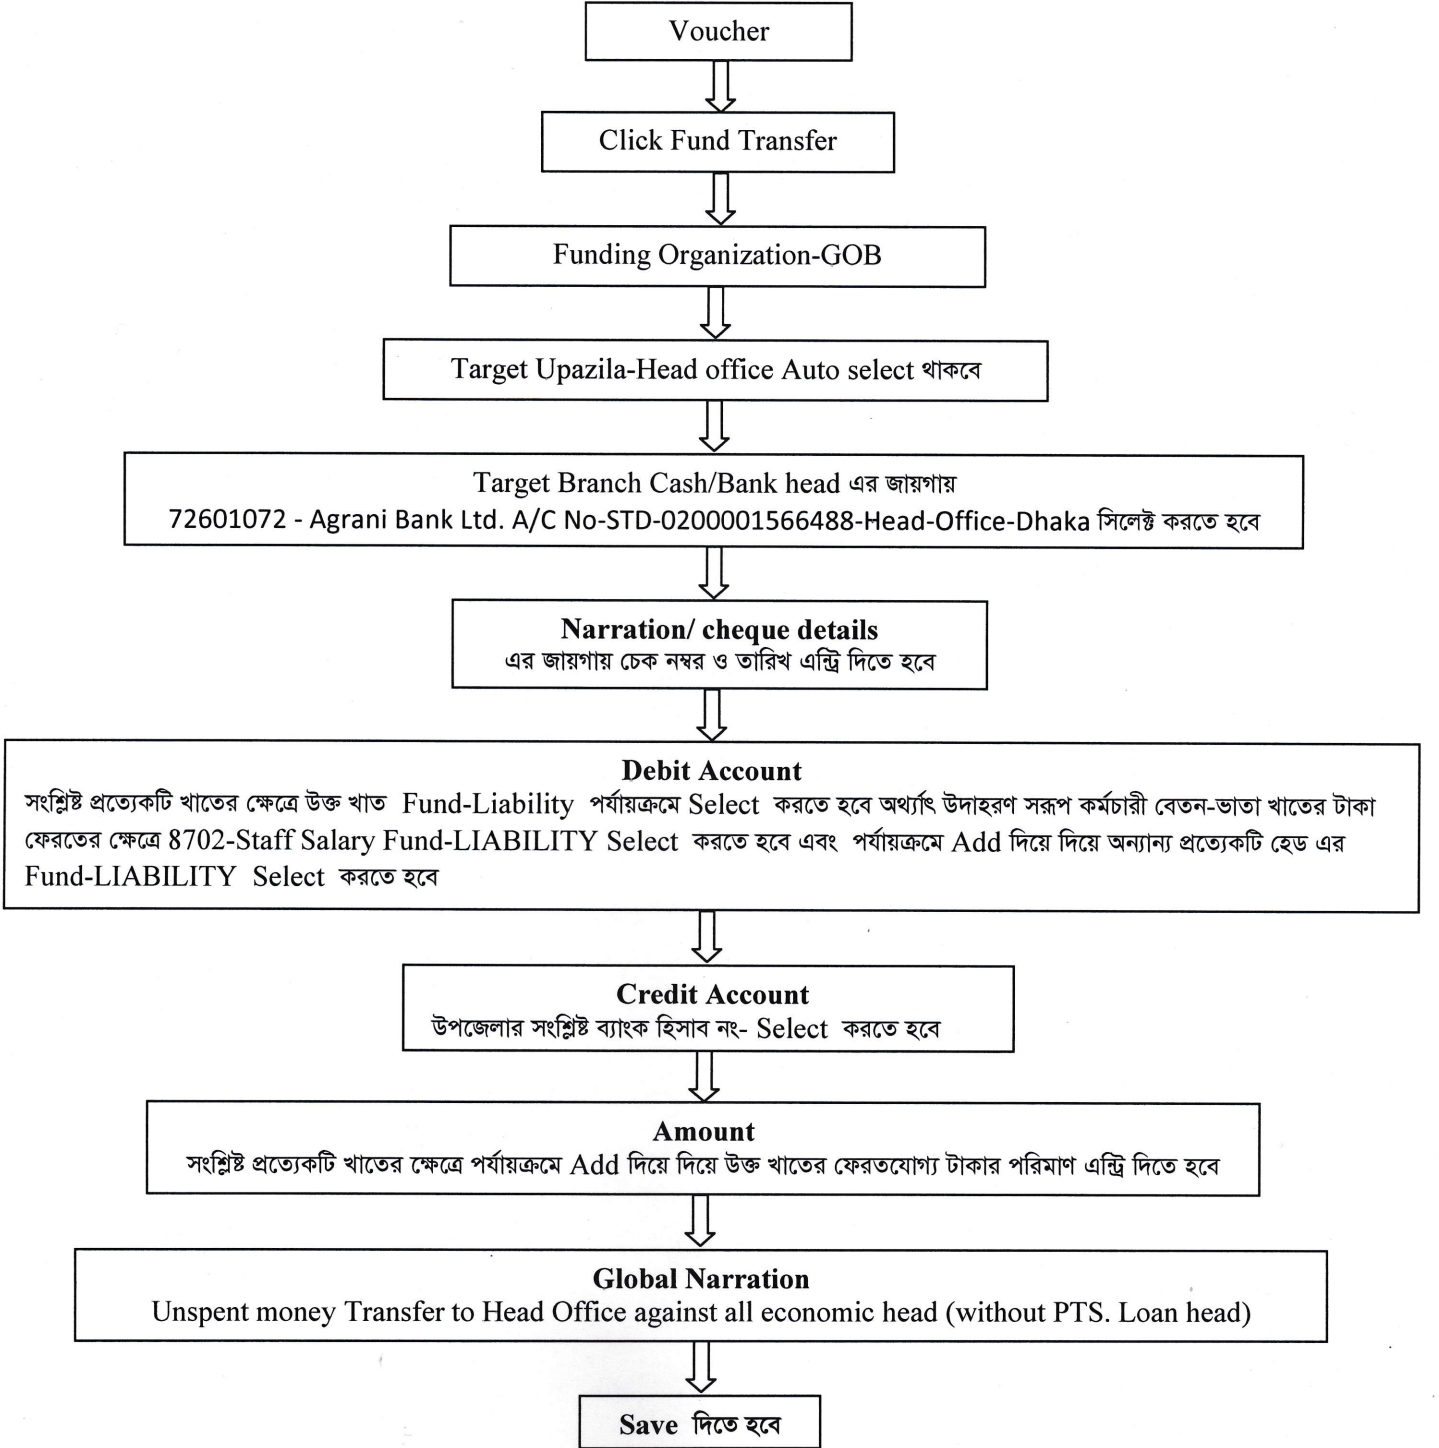 Voucher
Click Fund Transfer
Funding Organization-GOB
Target Upazila-Head office Auto select থাকবে
Target Branch Cash/Bank head এর জায়গায়
72601072 - Agrani Bank Ltd. A/C No-STD-0200001566488-Head-Office-Dhaka সিলেক্ট করতে হবে
Narration/ cheque details
এর জায়গায় চেক নম্বর ও তারিখ এন্ট্রি দিতে হবে
Debit Account
সংশ্লিষ্ট প্রত্যেকটি খাতের ক্ষেত্রে উক্ত খাত Fund-Liability পর্যায়ক্রমে Select করতে হবে অর্থ্যাৎ উদাহরণ সরূপ কর্মচারী বেতন-ভাতা খাতের টাকা
ফেরতের ক্ষেত্রে 8702-Staff Salary Fund-LIABILITY Select করতে হবে এবং পর্যায়ক্রমে Add দিয়ে দিয়ে অন্যান্য প্রত্যেকটি হেড এর
Fund-LIABILITY Select করতে হবে
Credit Account
উপজেলার সংশ্লিষ্ট ব্যাংক হিসাব নং- Select করতে হবে
Amount
সংশ্লিষ্ট প্রত্যেকটি খাতের ক্ষেত্রে পর্যায়ক্রমে Add দিয়ে দিয়ে উক্ত খাতের ফেরতযোগ্য টাকার পরিমাণ এন্ট্রি দিতে হবে
Global Narration
Unspent money Transfer to Head Office against all economic head (without PTS. Loan head)
Save দিতে হবে